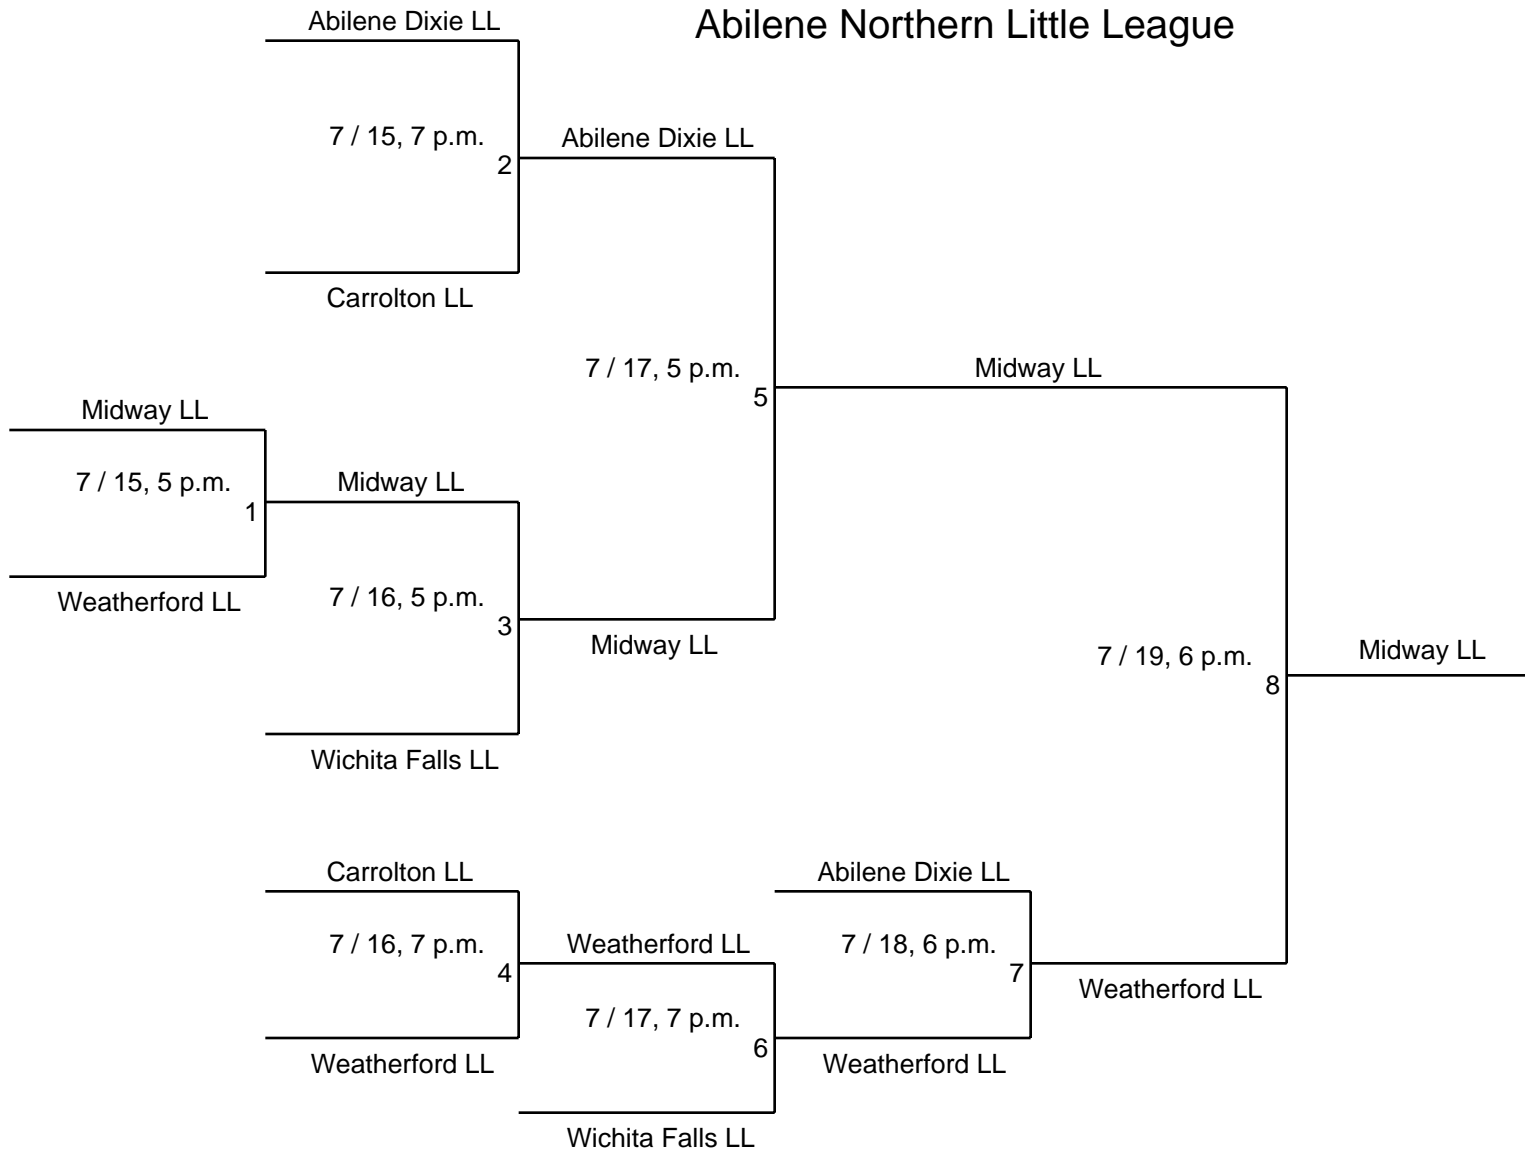 Abilene Northern Little League
Abilene Dixie LL
7 / 15, 7 p.m.
2
Carrolton LL
Abilene Dixie LL
7 / 17, 5 p.m.
5
Midway LL
Midway LL
7 / 15, 5 p.m.
1
Weatherford LL
Midway LL
7 / 16, 5 p.m.
3
Wichita Falls LL
Midway LL
7 / 19, 6 p.m.
8
Midway LL
Carrolton LL
7 / 16, 7 p.m.
4
Weatherford LL
Weatherford LL
7 / 17, 7 p.m.
6
Wichita Falls LL
Abilene Dixie LL
7 / 18, 6 p.m.
7
Weatherford LL
Weatherford LL